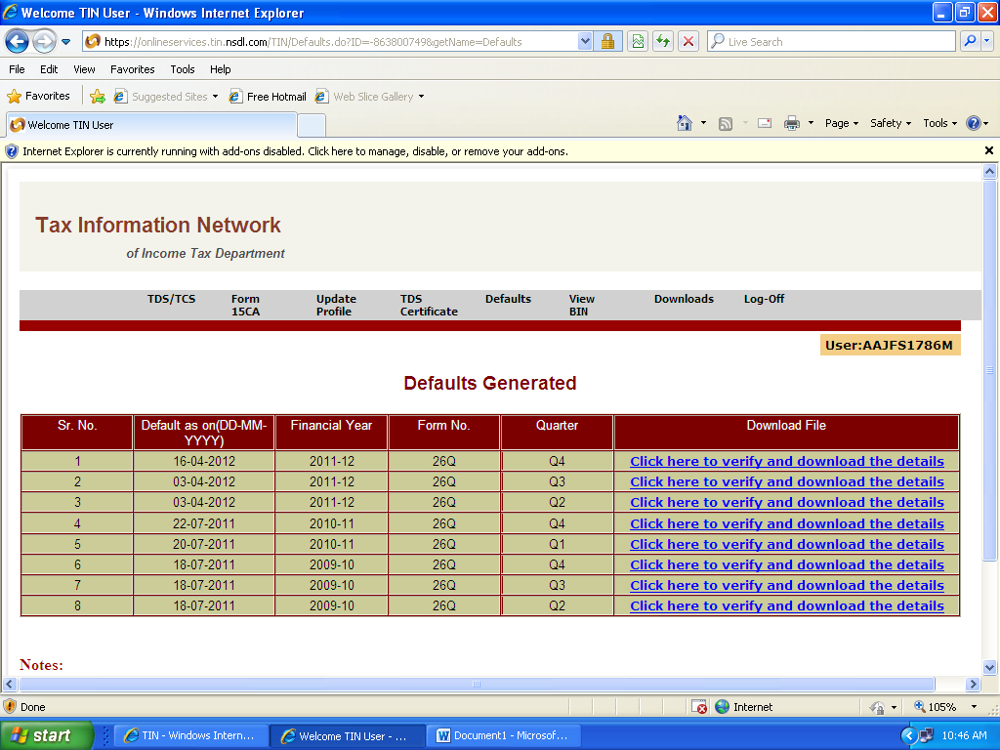 Welcome TIN User - Windows Internet Explorer
https://onlineservices.tin.nsdl.com/TIN/Defaults.do?ID=-863800749&getName=Defaults
Live Search
File Edit View Favorites Tools Help
Favorites Suggested Sites Free Hotmail Web Slice Gallery
Welcome TIN User Page Safety Tools
Internet Explorer is currently running with add-ons disabled. Click here to manage, disable, or remove your add-ons.
Tax Information Network
of Income Tax Department
TDS/TCS Form 15CA Update Profile TDS Certificate Defaults View BIN Downloads Log-Off
User:AAJFS1786M
Defaults Generated
Sr. No. Default as on(DD-MM-YYYY) Financial Year Form No. Quarter Download File
1 16-04-2012 2011-12 26Q Q4 Click here to verify and download the details
2 03-04-2012 2011-12 26Q Q3 Click here to verify and download the details
3 03-04-2012 2011-12 26Q Q2 Click here to verify and download the details
4 22-07-2011 2010-11 26Q Q4 Click here to verify and download the details
5 20-07-2011 2010-11 26Q Q1 Click here to verify and download the details
6 18-07-2011 2009-10 26Q Q4 Click here to verify and download the details
7 18-07-2011 2009-10 26Q Q3 Click here to verify and download the details
8 18-07-2011 2009-10 26Q Q2 Click here to verify and download the details
Notes:
Done Internet 105%
start TIN - Windows Intern... Welcome TIN User - ... Document1 - Microsof... 10:46 AM